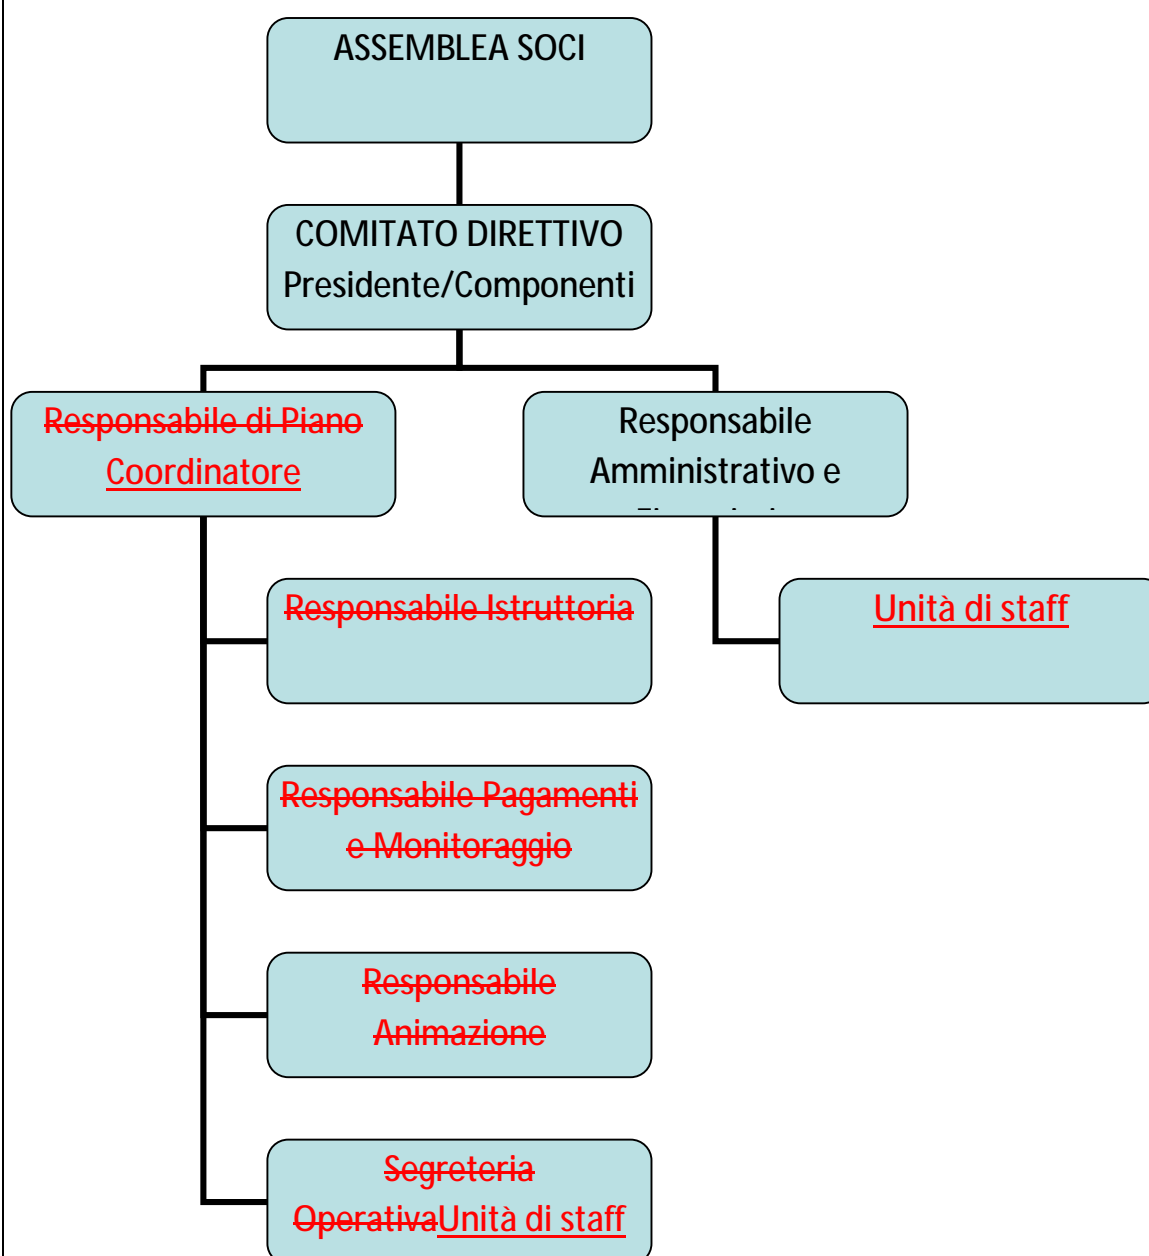 ASSEMBLEA SOCI
COMITATO DIRETTIVO
Presidente/Componenti
Responsabile di Piano
Coordinatore
Responsabile
Amministrativo e
Responsabile Istruttoria
Unità di staff
Responsabile Pagamenti
e Monitoraggio
Responsabile
Animazione
Segreteria
OperativaUnità di staff